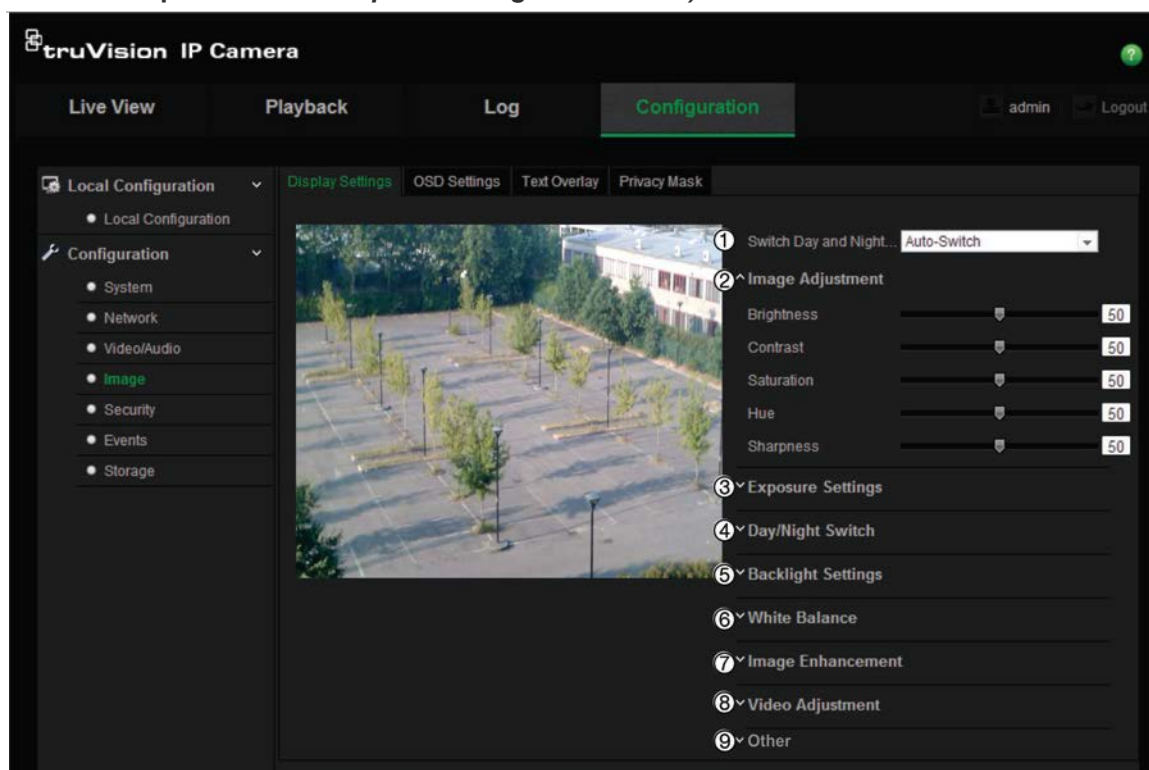 truVision IP Camera
?
Live View Playback Log Configuration admin Logout
Local Configuration
Local Configuration
Configuration
System
Network
Video/Audio
Image
Security
Events
Storage
Display Settings OSD Settings Text Overlay Privacy Mask
1 Switch Day and Night... Auto-Switch
2 Image Adjustment
Brightness 50
Contrast 50
Saturation 50
Hue 50
Sharpness 50
3 Exposure Settings
4 Day/Night Switch
5 Backlight Settings
6 White Balance
7 Image Enhancement
8 Video Adjustment
9 Other